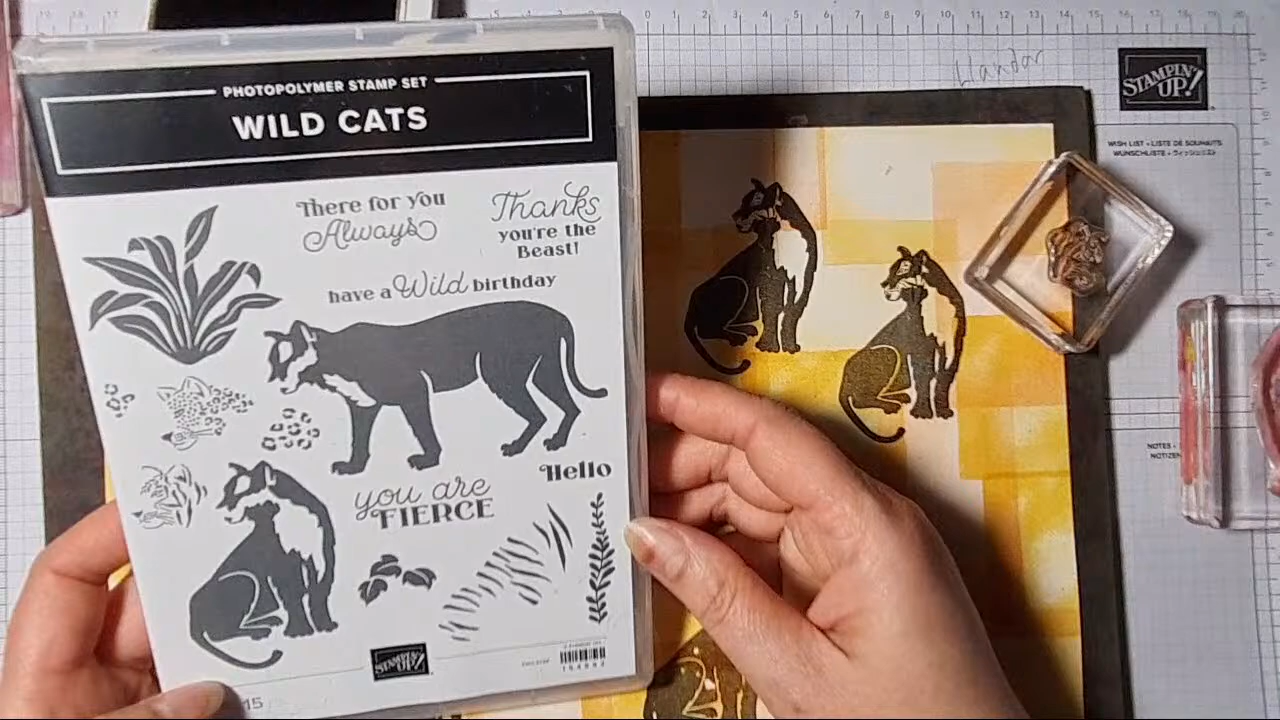 PHOTOPOLYMER STAMP SET
WILD CATS
There for you
Always
Thanks
you're the
Beast!
have a Wild birthday
Hello
you are
FIERCE
STAMPIN' UP!
15
STAMPIN' UP!
WISH LIST • LISTE DE SOUHAITS
WUNSCHLISTE •
NOTES •
NOTIZEN